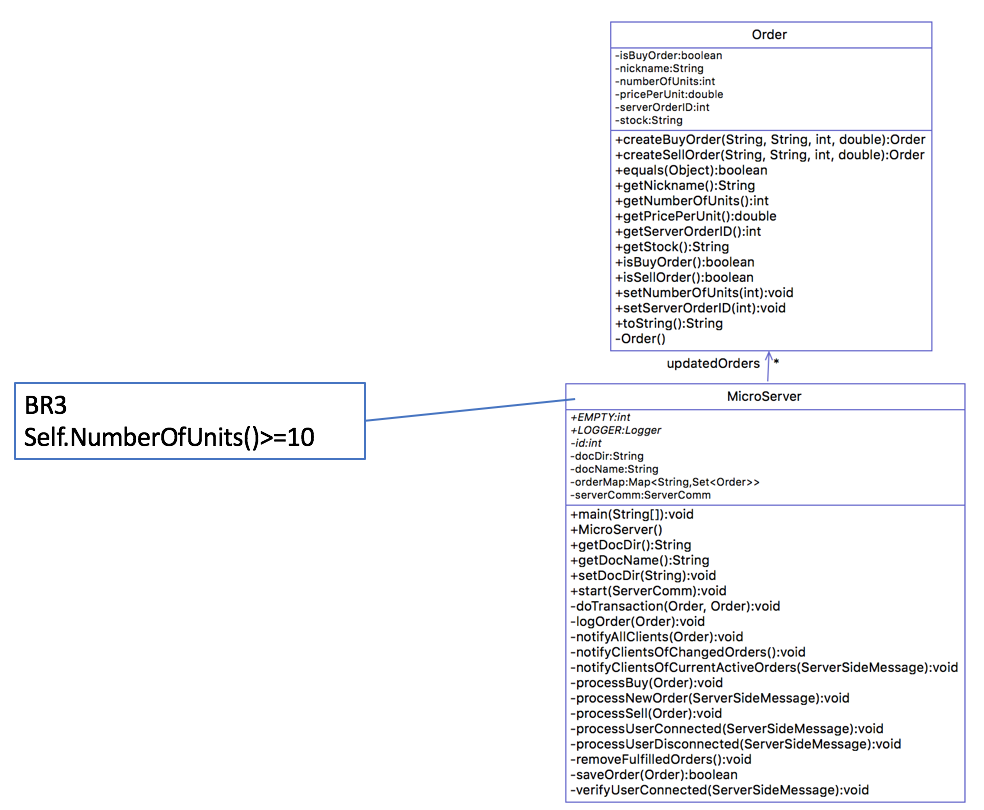 Order
-isBuyOrder:boolean
-nickname:String
-numberOfUnits:int
-pricePerUnit:double
-serverOrderID:int
-stock:String
+createBuyOrder(String, String, int, double):Order
+createSellOrder(String, String, int, double):Order
+equals(Object):boolean
+getNickname():String
+getNumberOfUnits():int
+getPricePerUnit():double
+getServerOrderID():int
+getStock():String
+isBuyOrder():boolean
+isSellOrder():boolean
+setNumberOfUnits(int):void
+setServerOrderID(int):void
+toString():String
-Order()
updatedOrders *
BR3
Self.NumberOfUnits()>=10
MicroServer
+EMPTY:int
+LOGGER:Logger
-id:int
-docDir:String
-docName:String
-orderMap:Map<String,Set<Order>>
-serverComm:ServerComm
+main(String[]):void
+MicroServer()
+getDocDir():String
+getDocName():String
+setDocDir(String):void
+start(ServerComm):void
-doTransaction(Order, Order):void
-logOrder(Order):void
-notifyAllClients(Order):void
-notifyClientsOfChangedOrders():void
-notifyClientsOfCurrentActiveOrders(ServerSideMessage):void
-processBuy(Order):void
-processNewOrder(ServerSideMessage):void
-processSell(Order):void
-processUserConnected(ServerSideMessage):void
-processUserDisconnected(ServerSideMessage):void
-removeFulfilledOrders():void
-saveOrder(Order):boolean
-verifyUserConnected(ServerSideMessage):void